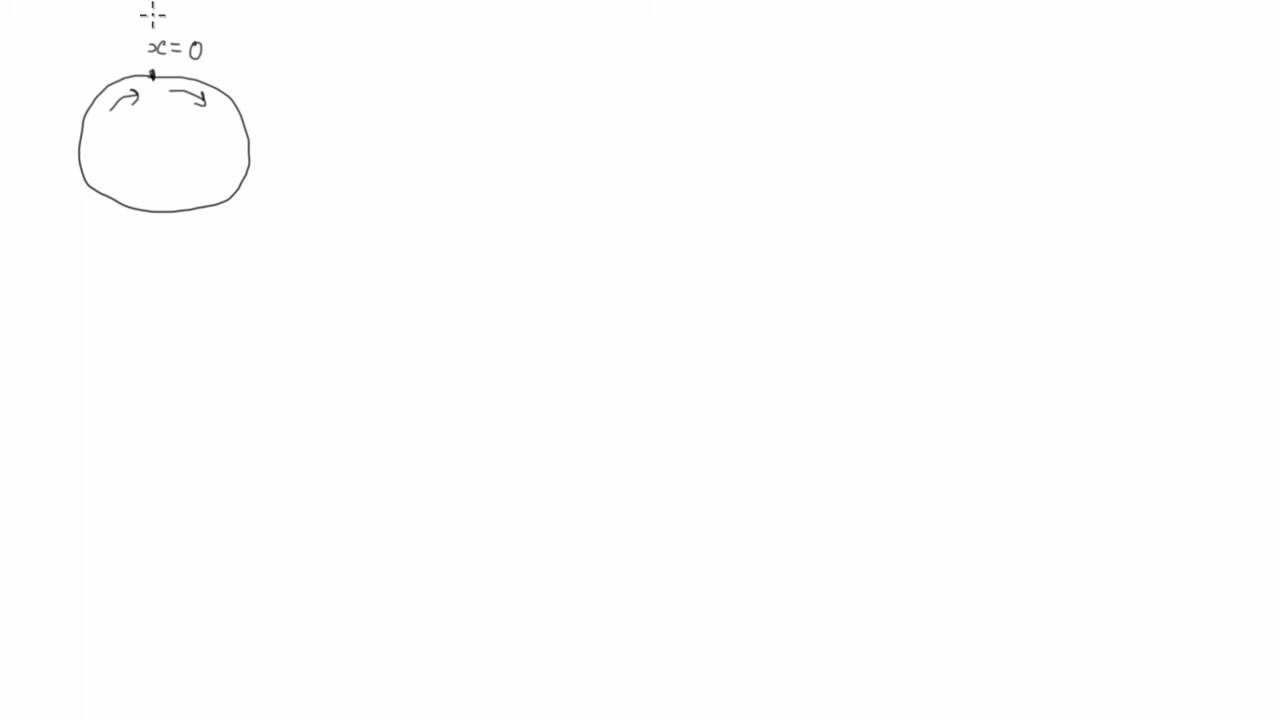 x = 0